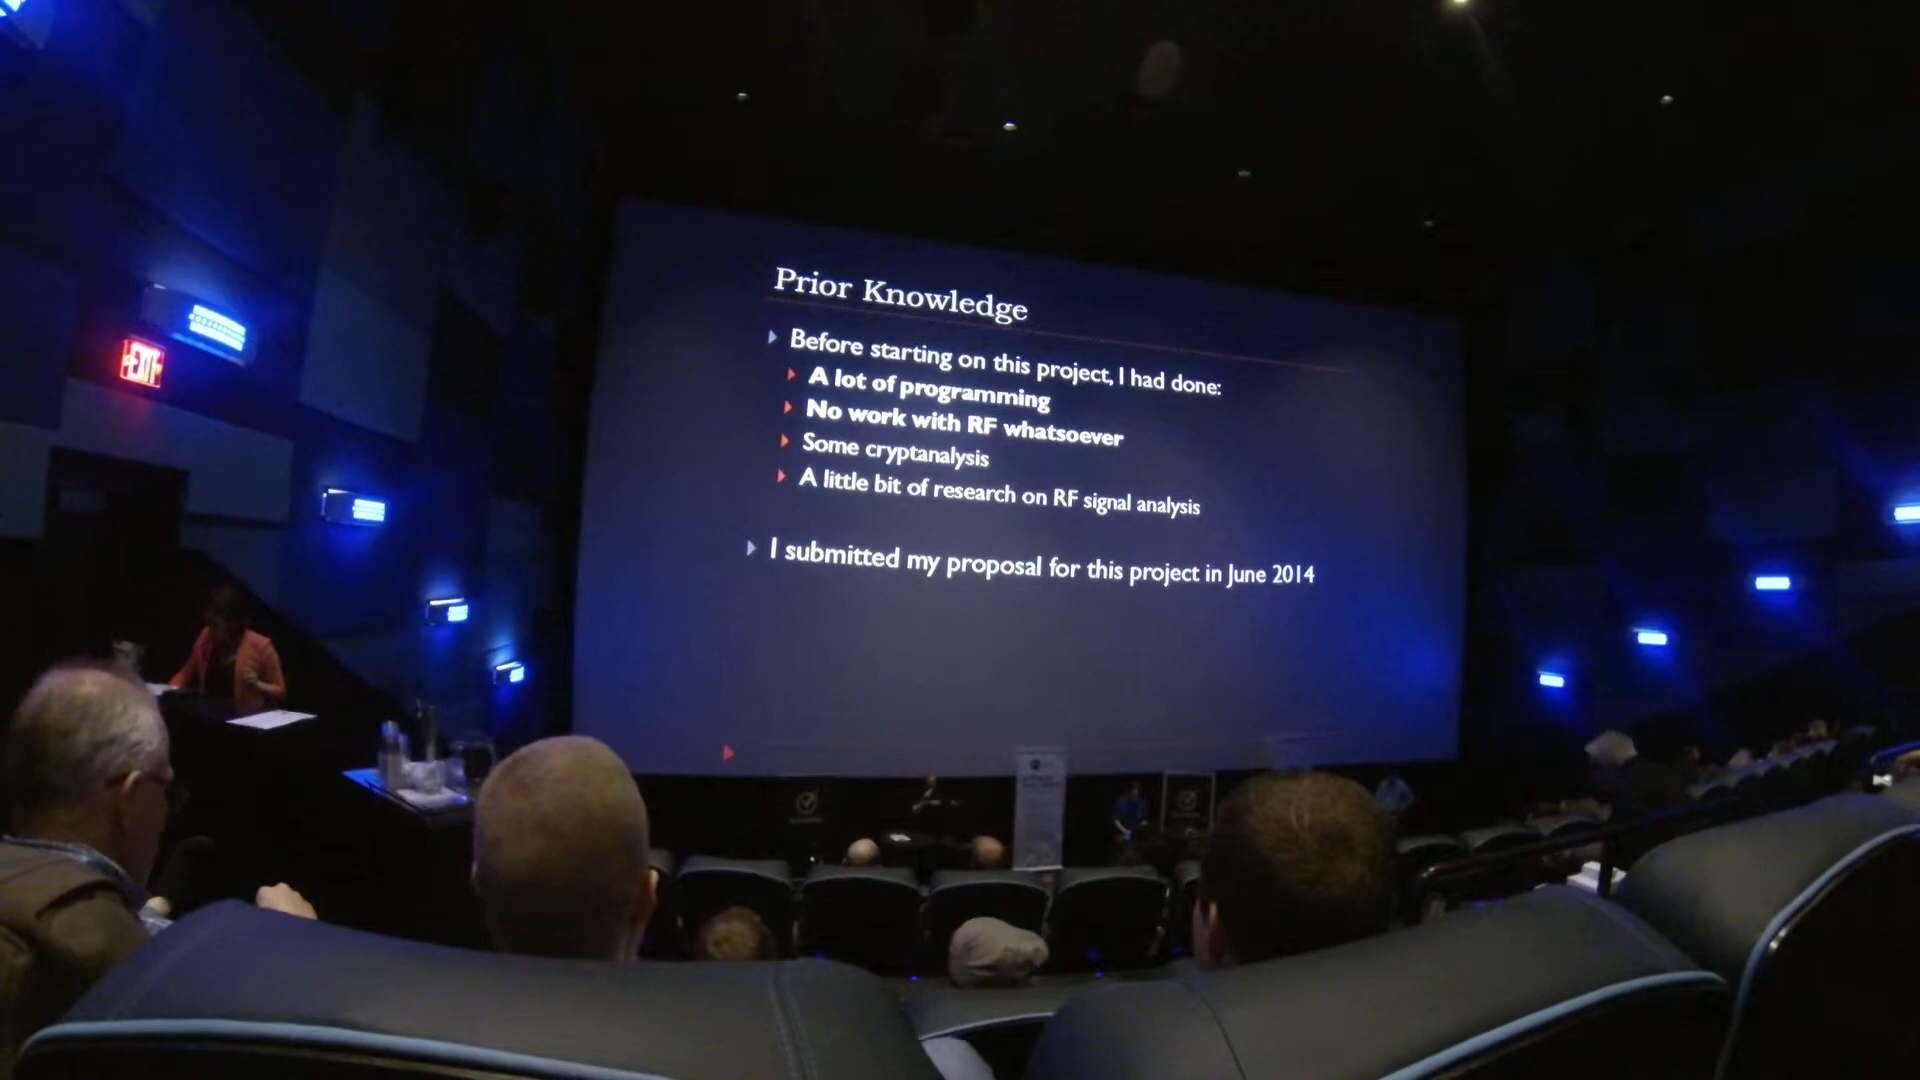 EXIT
Prior Knowledge
Before starting on this project, I had done:
A lot of programming
No work with RF whatsoever
Some cryptanalysis
A little bit of research on RF signal analysis
I submitted my proposal for this project in June 2014